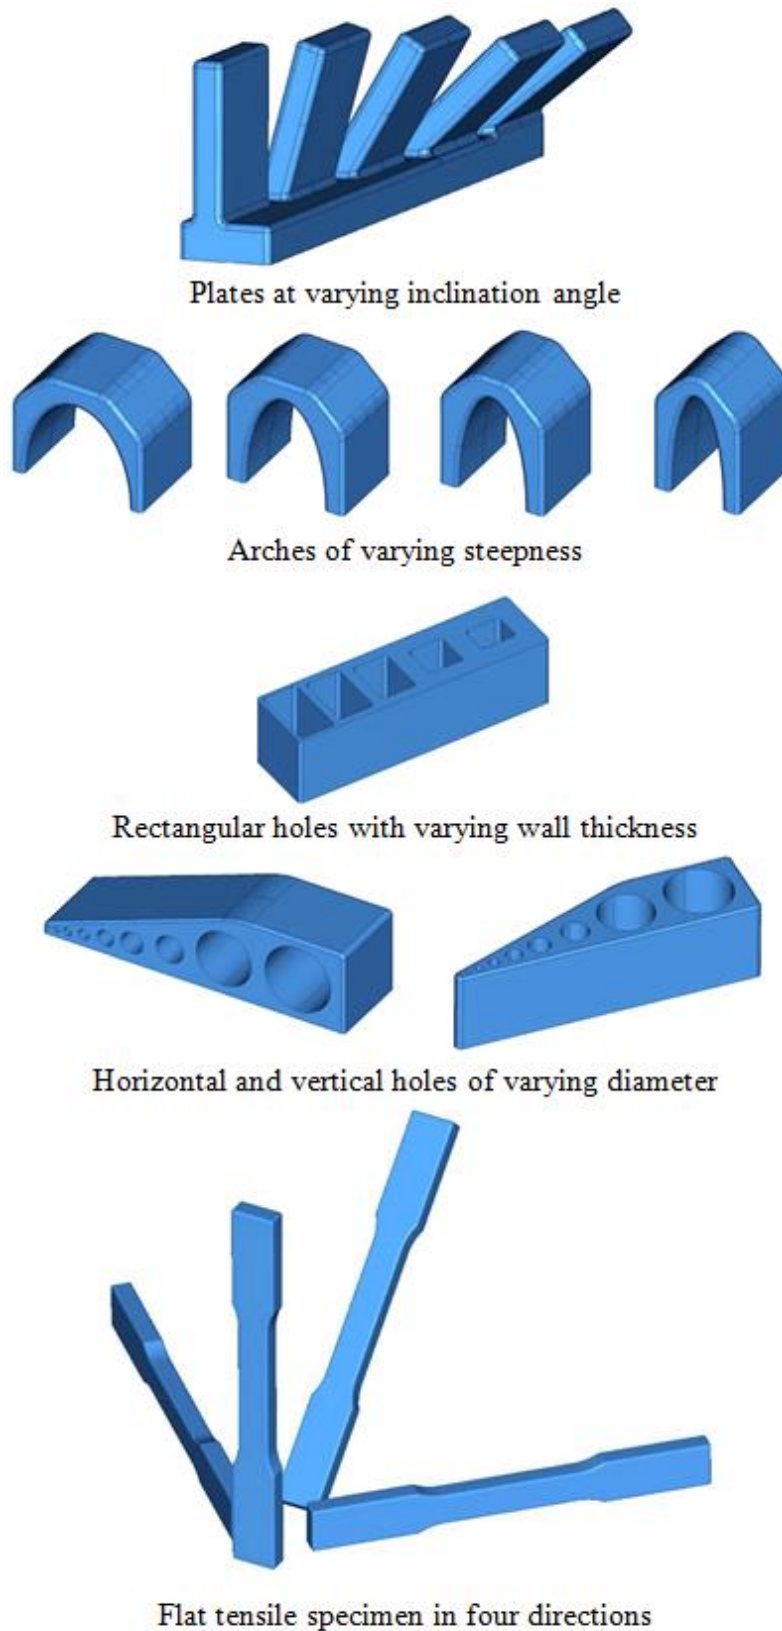 Plates at varying inclination angle
Arches of varying steepness
Rectangular holes with varying wall thickness
Horizontal and vertical holes of varying diameter
Flat tensile specimen in four directions